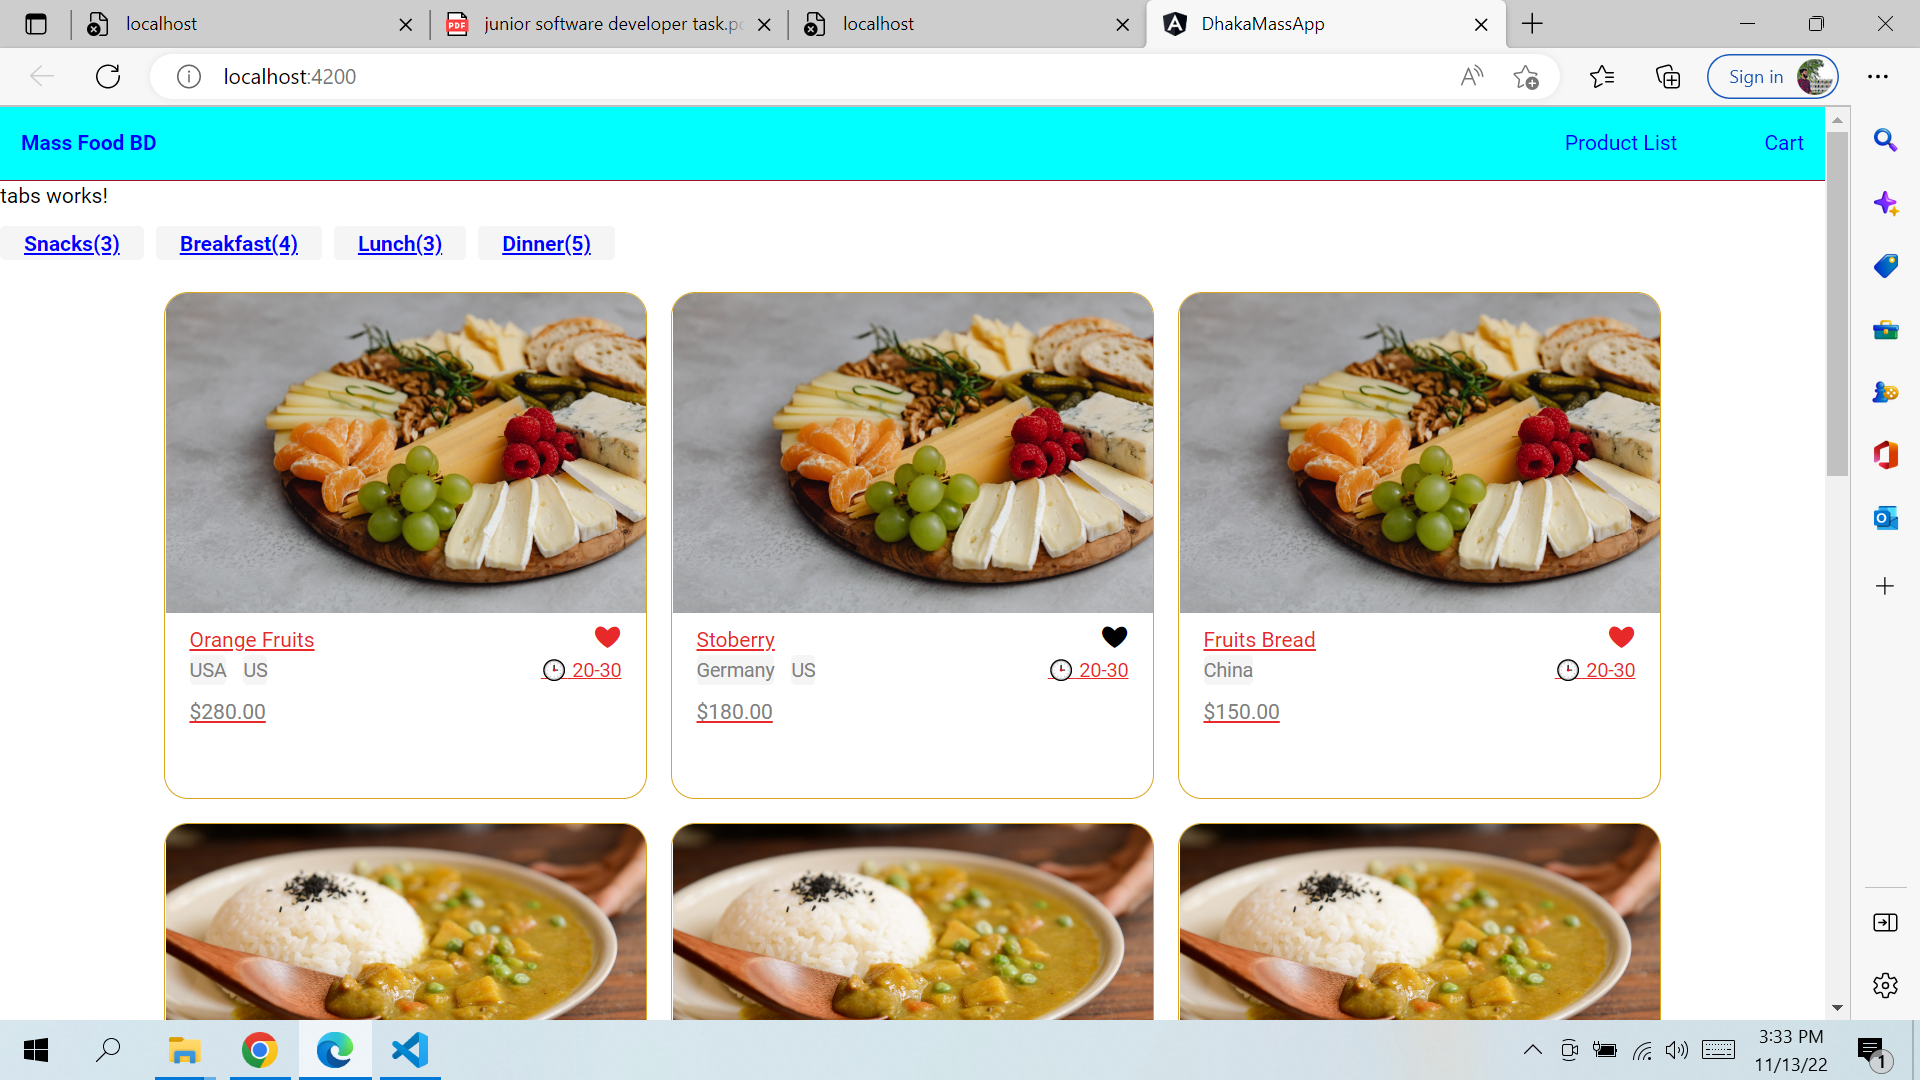 localhost
junior software developer task.pd
localhost
DhakaMassApp
localhost:4200
Sign in
Mass Food BD
Product List
Cart
tabs works!
Snacks(3)
Breakfast(4)
Lunch(3)
Dinner(5)
Orange Fruits
USA US
20-30
$280.00
Stoberry
Germany US
20-30
$180.00
Fruits Bread
China
20-30
$150.00
3:33 PM
11/13/22
1